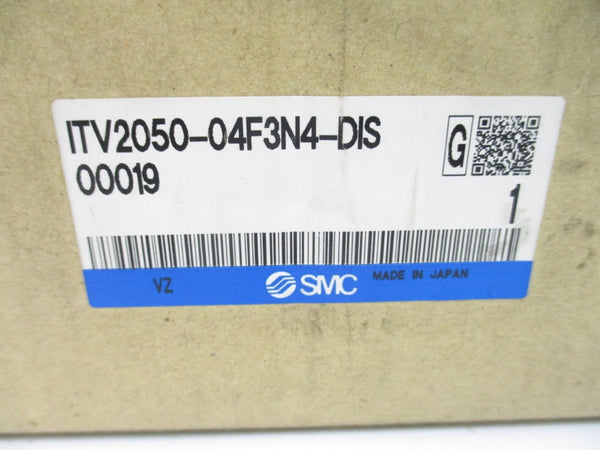 ITV2050-04F3N4-DIS
00019
G
1
VZ
SMC
MADE IN JAPAN